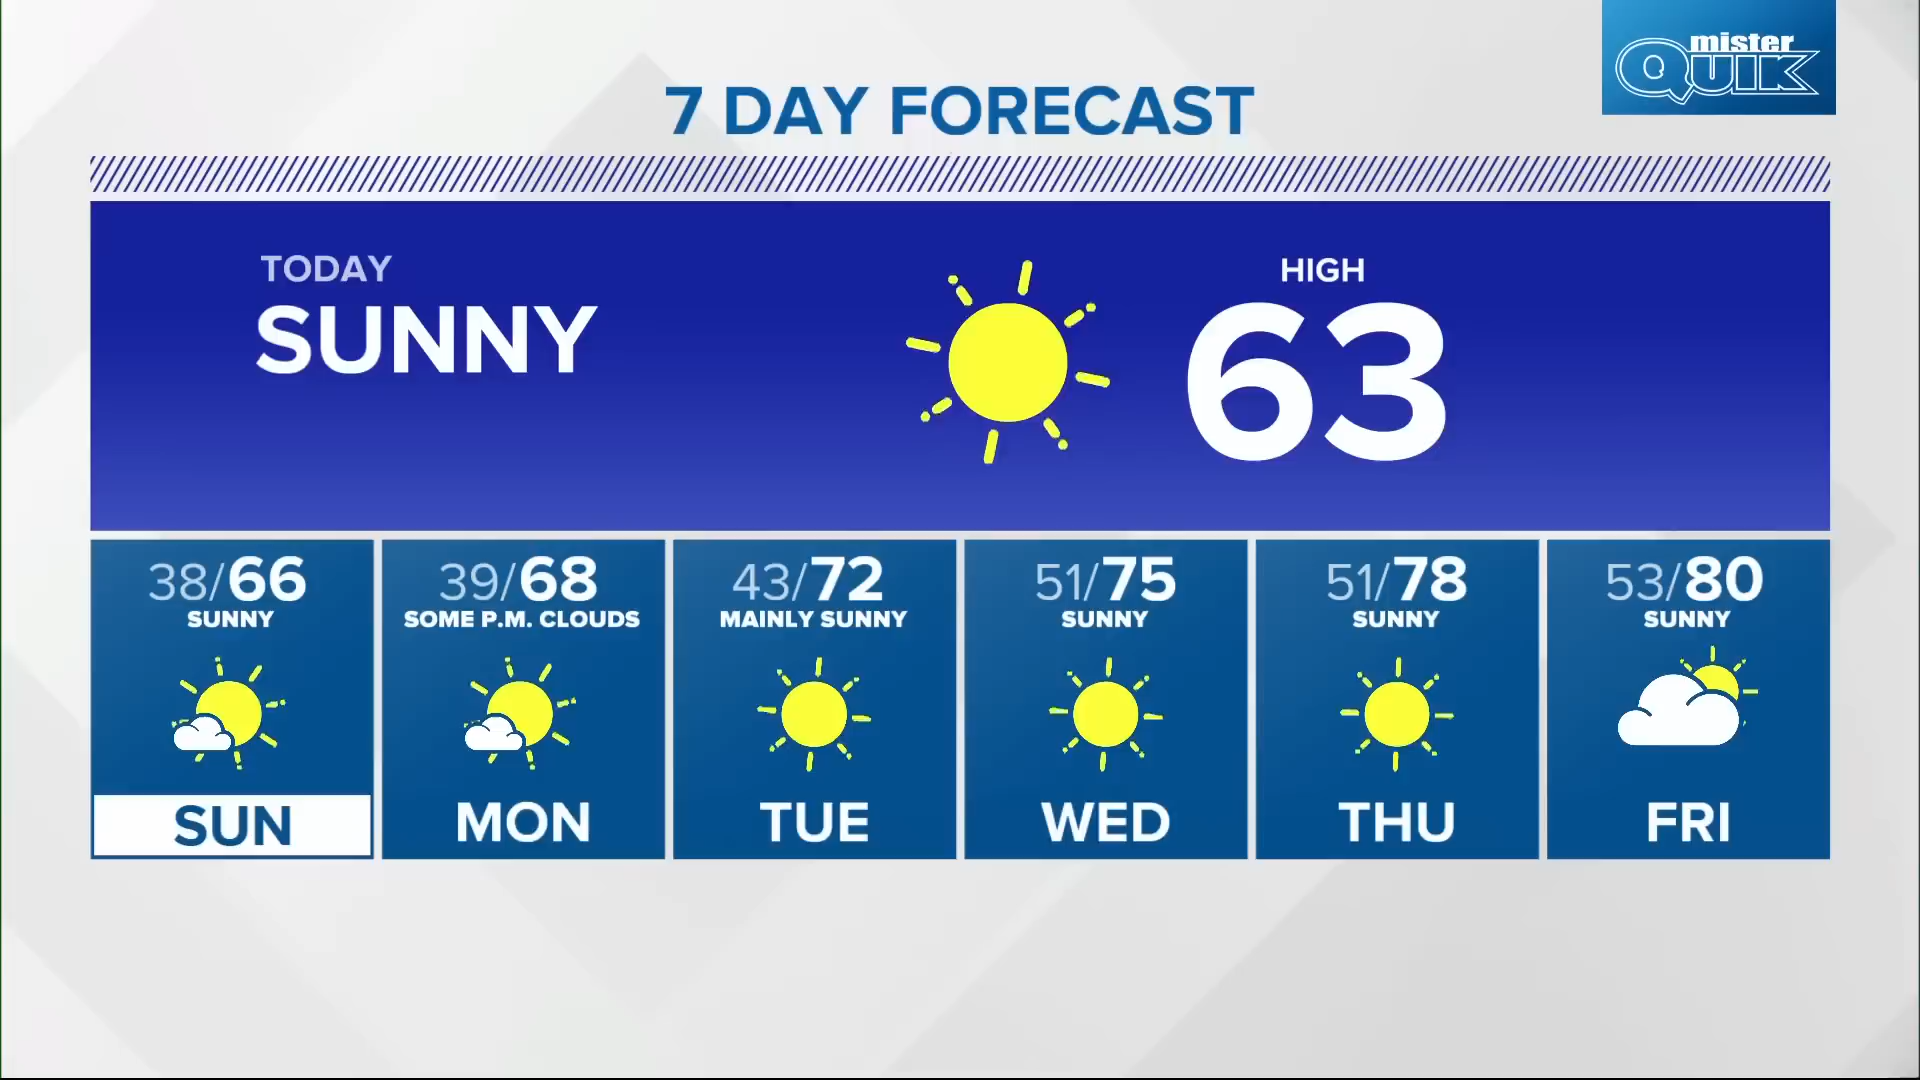 mister
QUIK
7 DAY FORECAST
TODAY
SUNNY
HIGH
63
38/66
SUNNY
SUN
39/68
SOME P.M. CLOUDS
MON
43/72
MAINLY SUNNY
TUE
51/75
SUNNY
WED
51/78
SUNNY
THU
53/80
SUNNY
FRI